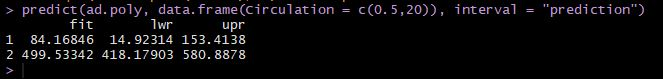 > predict(ad.poly, data.frame(Circulation = c(0.5,20)), interval = "prediction")
fit lwr upr
1 84.16846 14.92314 153.4138
2 499.53342 418.17903 580.8878
>